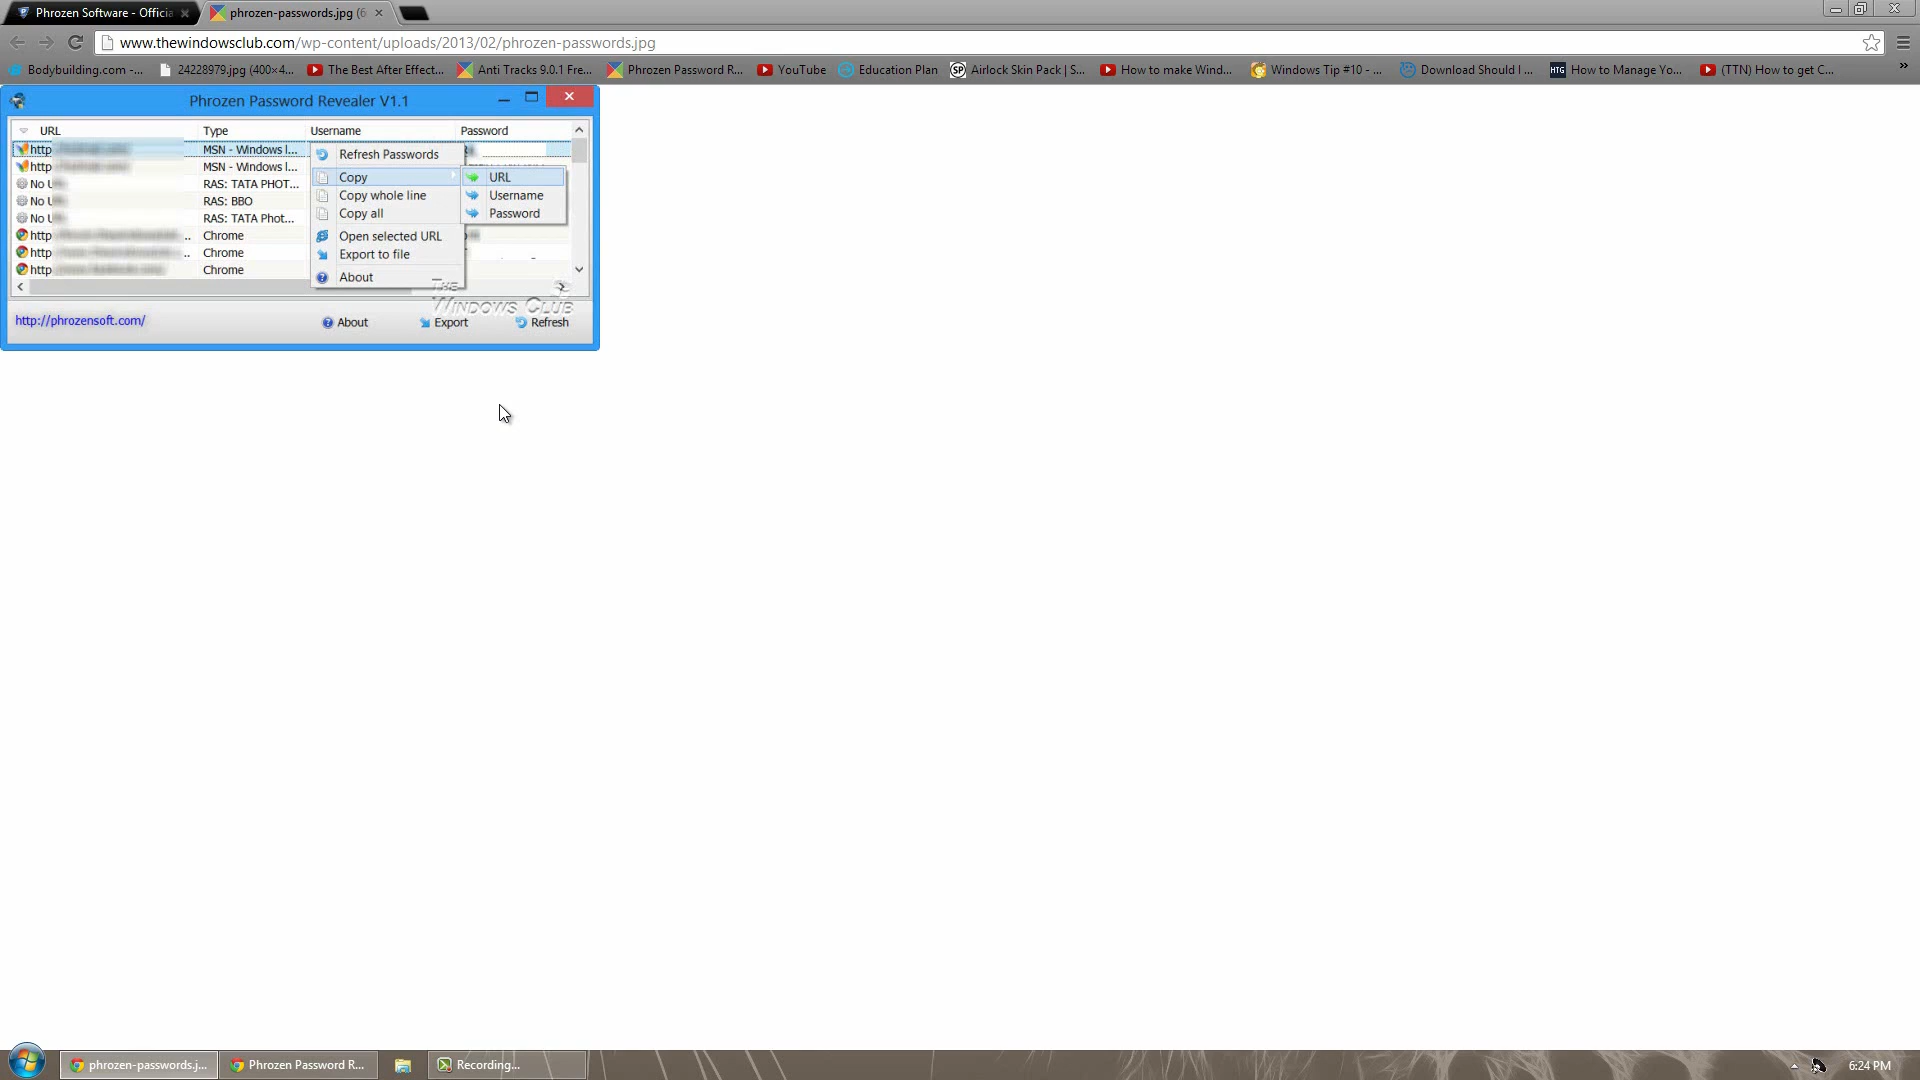 Phrozen Software - Officia
phrozen-passwords.jpg (6
www.thewindowsclub.com/wp-content/uploads/2013/02/phrozen-passwords.jpg
Bodybuilding.com -... 24228979.jpg (400×4... The Best After Effect... Anti Tracks 9.0.1 Fre... Phrozen Password R... YouTube Education Plan SP Airlock Skin Pack | S... How to make Wind... Windows Tip #10 - ... Download Should I ... HTG How to Manage Yo... (TTN) How to get C... »
Phrozen Password Revealer V1.1
URL Type Username Password
http MSN - Windows l...
http MSN - Windows l...
No U RAS: TATA PHOT...
No U RAS: BBO
No U RAS: TATA Phot...
http .. Chrome
http .. Chrome
http Chrome
Refresh Passwords
Copy
Copy whole line
Copy all
Open selected URL
Export to file
About
URL
Username
Password
The
Windows Club
http://phrozensoft.com/ About Export Refresh
phrozen-passwords.j... Phrozen Password R... Recording... 6:24 PM